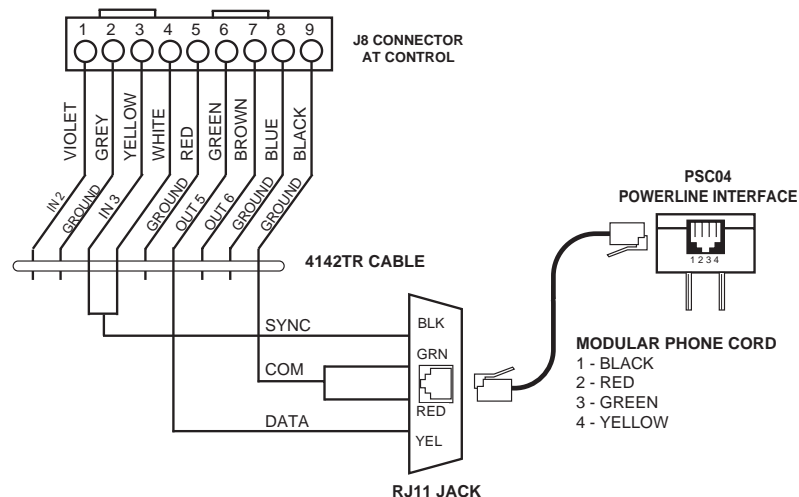 1 2 3 4 5 6 7 8 9
J8 CONNECTOR
AT CONTROL
VIOLET
GREY
YELLOW
WHITE
RED
GREEN
BROWN
BLUE
BLACK
IN 2
GROUND
IN 3
GROUND
OUT 5
OUT 6
GROUND
GROUND
4142TR CABLE
PSC04
POWERLINE INTERFACE
1 2 3 4
SYNC
BLK
GRN
COM
RED
DATA
YEL
RJ11 JACK
MODULAR PHONE CORD
1 - BLACK
2 - RED
3 - GREEN
4 - YELLOW